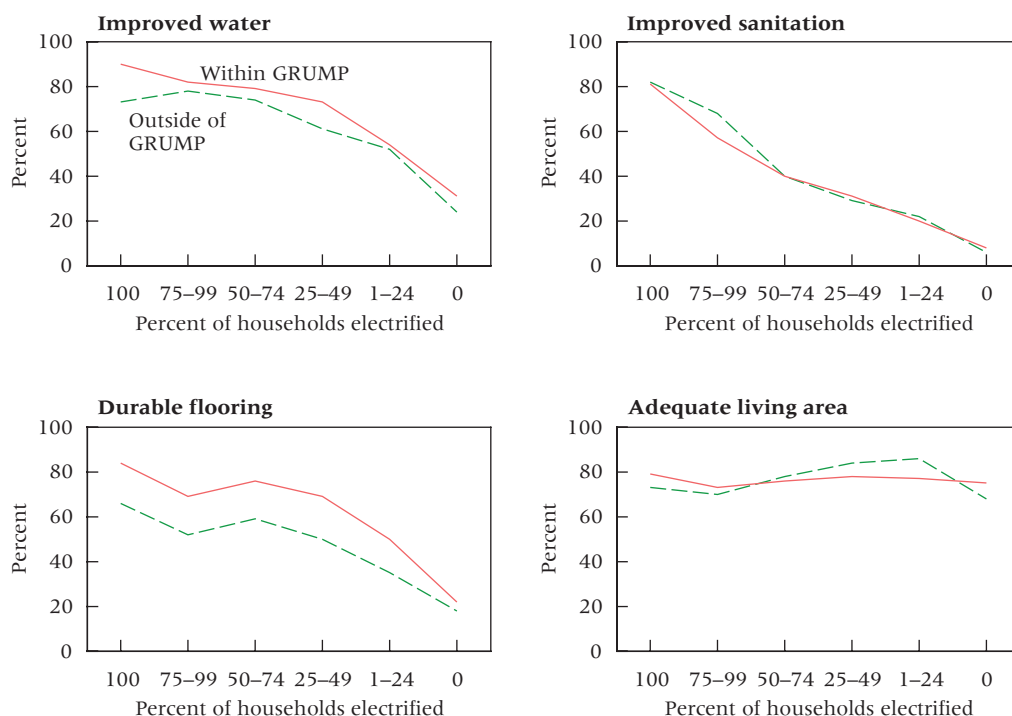 Improved water
100
80
60
40
20
0
Percent
Within GRUMP
Outside of
GRUMP
100 75–99 50–74 25–49 1–24 0
Percent of households electrified
Improved sanitation
100
80
60
40
20
0
Percent
100 75–99 50–74 25–49 1–24 0
Percent of households electrified
Durable flooring
100
80
60
40
20
0
Percent
100 75–99 50–74 25–49 1–24 0
Percent of households electrified
Adequate living area
100
80
60
40
20
0
Percent
100 75–99 50–74 25–49 1–24 0
Percent of households electrified